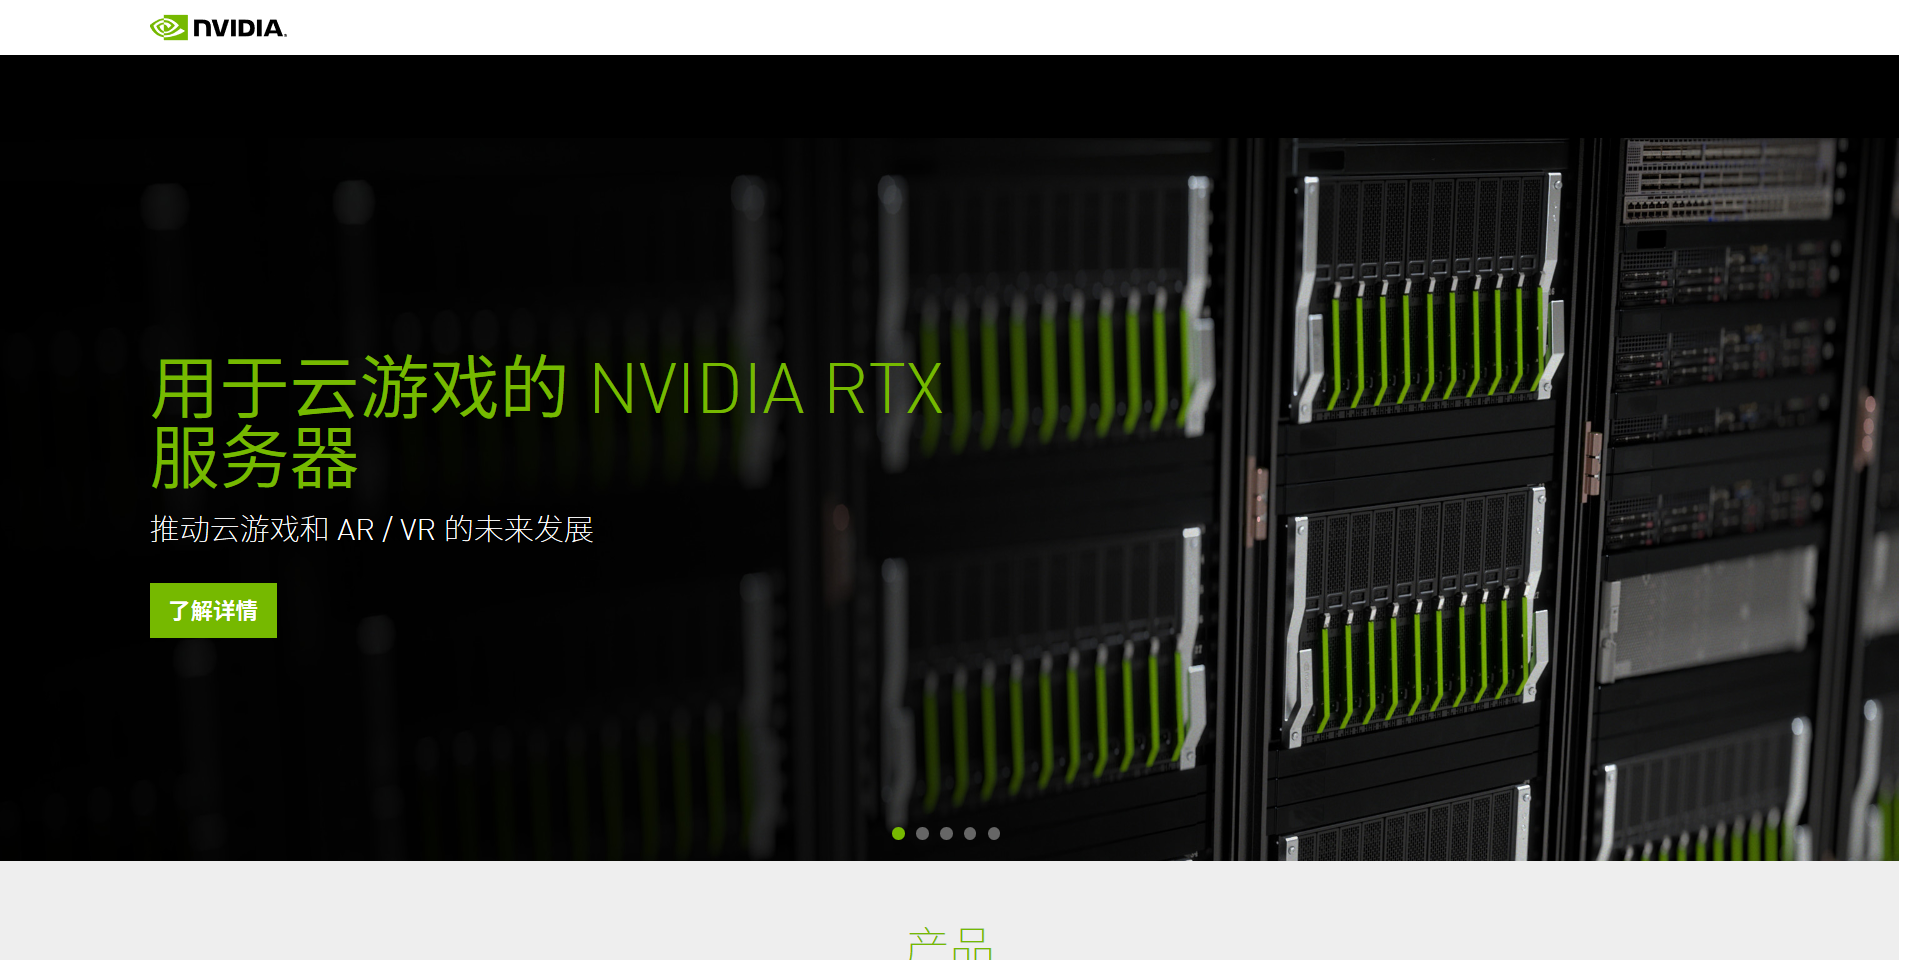 NVIDIA.
用于云游戏的 NVIDIA RTX
服务器
推动云游戏和 AR / VR 的未来发展
了解详情
产品